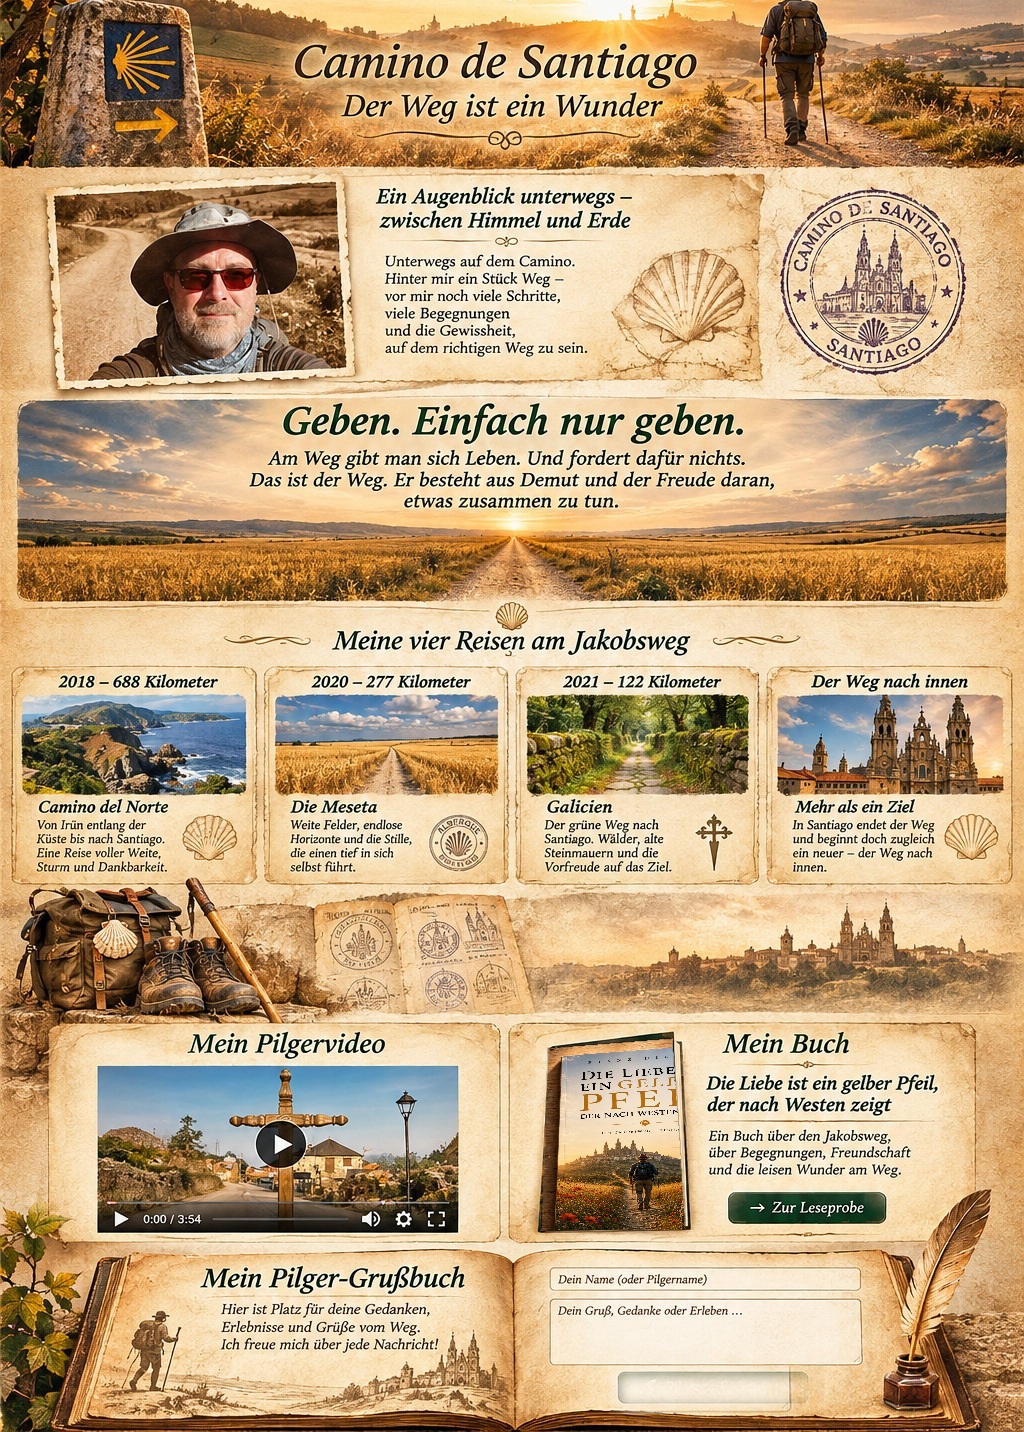 Camino de Santiago
Der Weg ist ein Wunder
Ein Augenblick unterwegs –
zwischen Himmel und Erde
Unterwegs auf dem Camino.
Hinter mir ein Stück Weg –
vor mir noch viele Schritte,
viele Begegnungen
und die Gewissheit,
auf dem richtigen Weg zu sein.
CAMINO DE SANTIAGO
SANTIAGO
Geben. Einfach nur geben.
Am Weg gibt man sich Leben. Und fordert dafür nichts.
Das ist der Weg. Er besteht aus Demut und der Freude daran,
etwas zusammen zu tun.
Meine vier Reisen am Jakobsweg
2018 – 688 Kilometer
Camino del Norte
Von Irún entlang der
Küste bis nach Santiago.
Eine Reise voller Weite,
Sturm und Dankbarkeit.
2020 – 277 Kilometer
Die Meseta
Weite Felder, endlose
Horizonte und die Stille,
die einen tief in sich
selbst führt.
ALBERGUE
2021 – 122 Kilometer
Galicien
Der grüne Weg nach
Santiago. Wälder, alte
Steinmauern und die
Vorfreude auf das Ziel.
Der Weg nach innen
Mehr als ein Ziel
In Santiago endet der Weg
und beginnt doch zugleich
ein neuer – der Weg nach
innen.
Mein Pilgervideo
0:00 / 3:54
Mein Buch
DIE LIEBE
EIN GELB
PFEI
DER NACH WESTEN
Die Liebe ist ein gelber Pfeil,
der nach Westen zeigt
Ein Buch über den Jakobsweg,
über Begegnungen, Freundschaft
und die leisen Wunder am Weg.
→ Zur Leseprobe
Mein Pilger-Grußbuch
Hier ist Platz für deine Gedanken,
Erlebnisse und Grüße vom Weg.
Ich freue mich über jede Nachricht!
Dein Name (oder Pilgername)
Dein Gruß, Gedanke oder Erleben ...